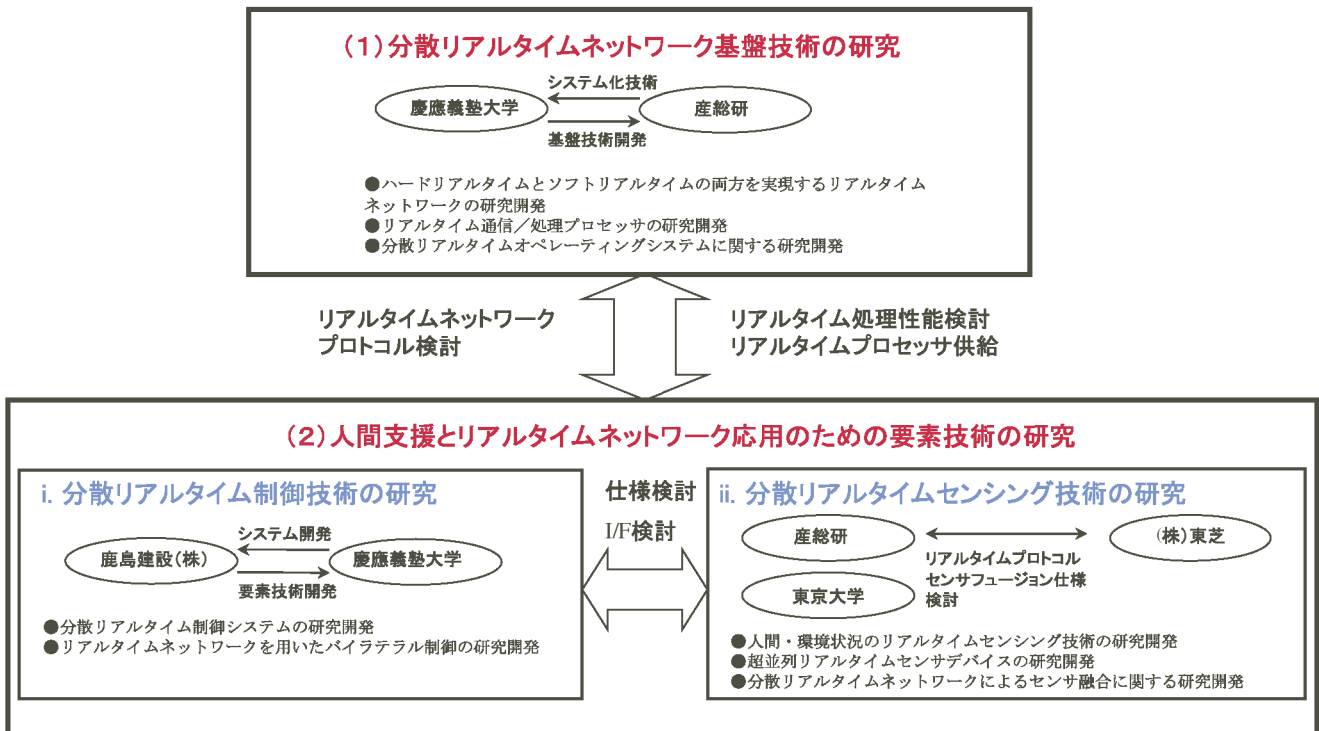 (1)分散リアルタイムネットワーク基盤技術の研究
システム化技術
慶應義塾大学
産総研
基盤技術開発
●ハードリアルタイムとソフトリアルタイムの両方を実現するリアルタイム
ネットワークの研究開発
●リアルタイム通信／処理プロセッサの研究開発
●分散リアルタイムオペレーティングシステムに関する研究開発
リアルタイムネットワーク
プロトコル検討
リアルタイム処理性能検討
リアルタイムプロセッサ供給
(2)人間支援とリアルタイムネットワーク応用のための要素技術の研究
i. 分散リアルタイム制御技術の研究
システム開発
鹿島建設(株)
慶應義塾大学
要素技術開発
●分散リアルタイム制御システムの研究開発
●リアルタイムネットワークを用いたバイラテラル制御の研究開発
仕様検討
I/F検討
ii. 分散リアルタイムセンシング技術の研究
産総研
(株)東芝
リアルタイムプロトコル
センサフュージョン仕様
検討
東京大学
●人間・環境状況のリアルタイムセンシング技術の研究開発
●超並列リアルタイムセンサデバイスの研究開発
●分散リアルタイムネットワークによるセンサ融合に関する研究開発